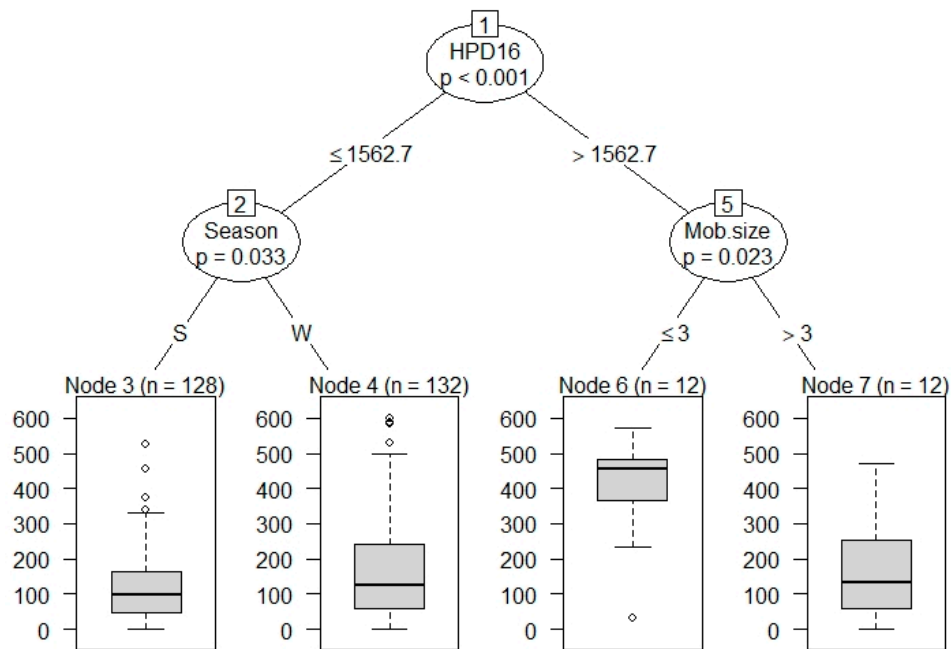 1
HPD16
p < 0.001
≤ 1562.7
> 1562.7
2
Season
p = 0.033
5
Mob.size
p = 0.023
S
W
≤ 3
> 3
Node 3 (n = 128)
600
500
400
300
200
100
0
Node 4 (n = 132)
600
500
400
300
200
100
0
Node 6 (n = 12)
600
500
400
300
200
100
0
Node 7 (n = 12)
600
500
400
300
200
100
0